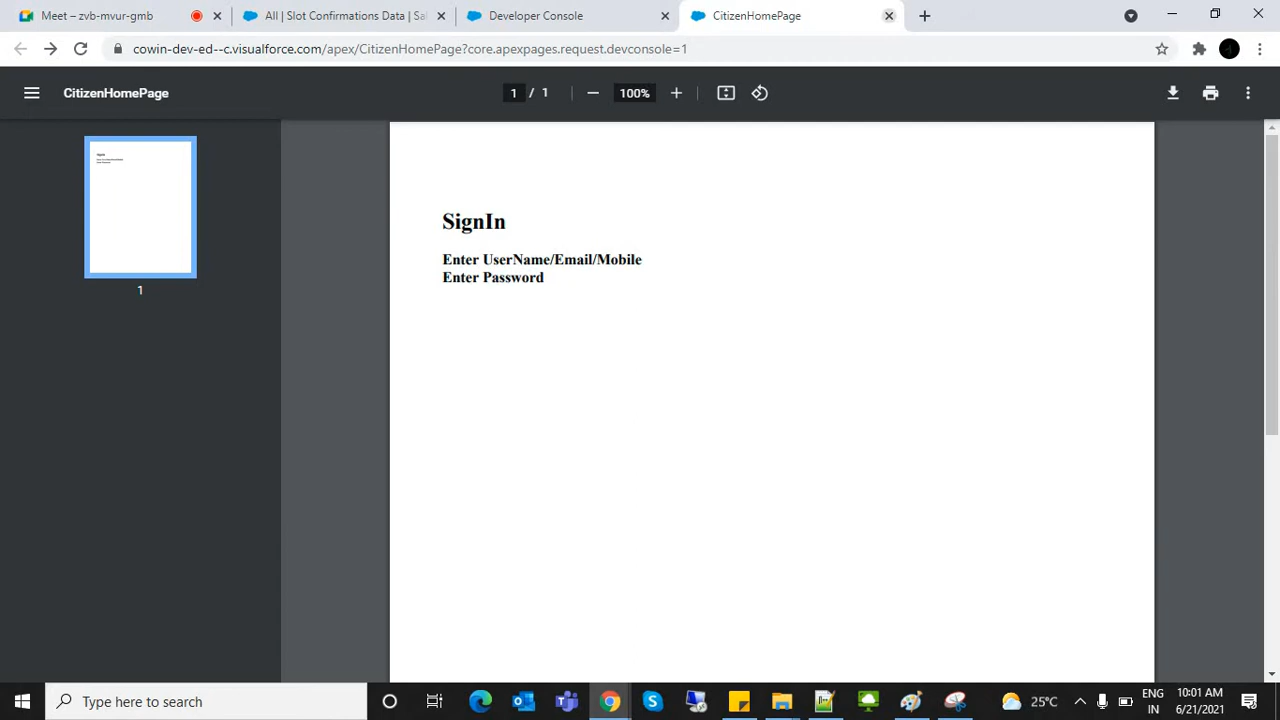 Meet – zvb-mvur-gmb
All | Slot Confirmations Data | Sal
Developer Console
CitizenHomePage
cowin-dev-ed--c.visualforce.com/apex/CitizenHomePage?core.apexpages.request.devconsole=1
CitizenHomePage
1 / 1
100%
SignIn
Enter UserName/Email/Mobile
Enter Password
1
Type here to search
25°C
ENG
IN
10:01 AM
6/21/2021